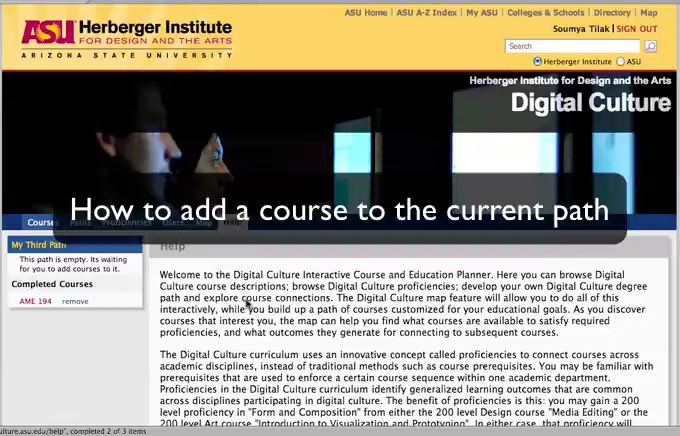 ASU Home | ASU A-Z Index | My ASU | Colleges & Schools | Directory | Map
ASU Herberger Institute
FOR DESIGN AND THE ARTS
ARIZONA STATE UNIVERSITY
Soumya Tilak | SIGN OUT
Search
Herberger Institute ASU
Herberger Institute for Design and the Arts
Digital Culture
How to add a course to the current path
Courses Paths Proficiencies Users Map Help
My Third Path
This path is empty. Its waiting
for you to add courses to it.
Completed Courses
AME 194 remove
Help
Welcome to the Digital Culture Interactive Course and Education Planner. Here you can browse Digital
Culture course descriptions; browse Digital Culture proficiencies; develop your own Digital Culture degree
path and explore course connections. The Digital Culture map feature will allow you to do all of this
interactively, while you build up a path of courses customized for your educational goals. As you discover
courses that interest you, the map can help you find what courses are available to satisfy required
proficiencies, and what outcomes they generate for connecting to subsequent courses.
The Digital Culture curriculum uses an innovative concept called proficiencies to connect courses across
academic disciplines, instead of traditional methods such as course prerequisites. You may be familiar with
prerequisites that are used to enforce a certain course sequence within one academic department.
Proficiencies in the Digital Culture curriculum identify generalized learning outcomes that are common
across disciplines participating in digital culture. The benefit of proficiencies is this: you may gain a 200
level proficiency in "Form and Composition" from either the 200 level Design course "Media Editing" or the
200 level Art course "Introduction to Visualization and Prototyping". In either case, that proficiency will
ulture.asu.edu/help", completed 2 of 3 items